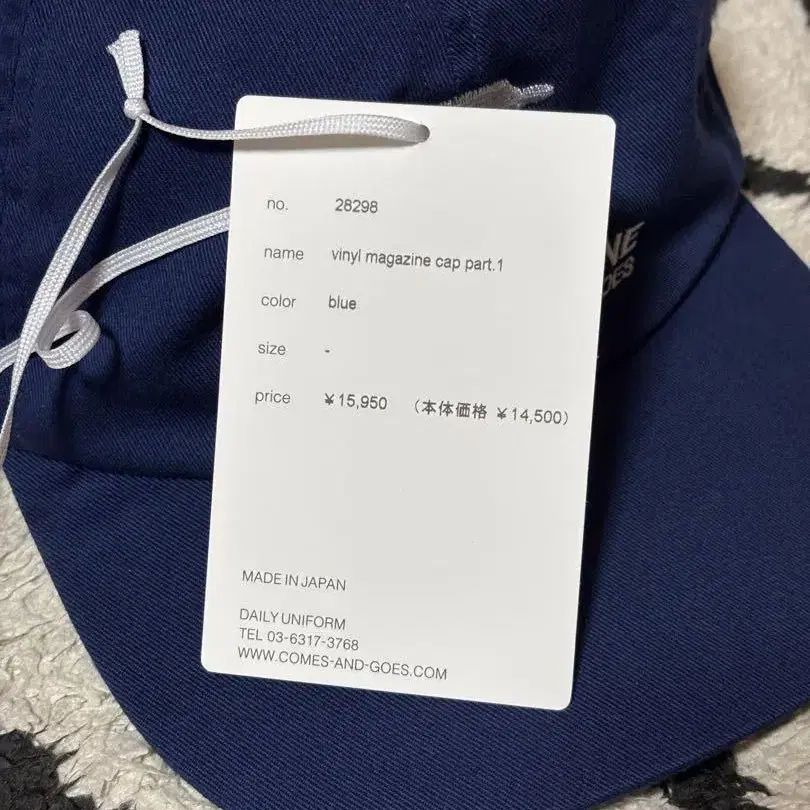 no. 28298
name vinyl magazine cap part.1
color blue
size -
price ¥15,950 (本体価格 ¥14,500)
MADE IN JAPAN
DAILY UNIFORM
TEL 03-6317-3768
WWW.COMES-AND-GOES.COM